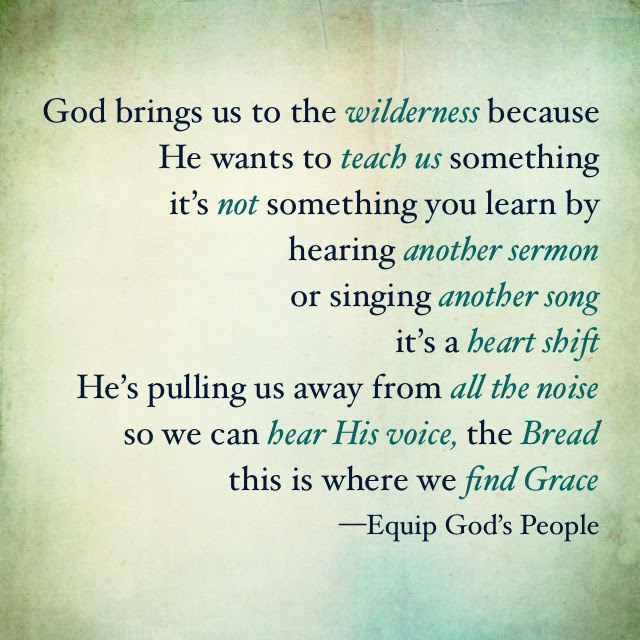 God brings us to the wilderness because
He wants to teach us something
it’s not something you learn by
hearing another sermon
or singing another song
it’s a heart shift
He’s pulling us away from all the noise
so we can hear His voice, the Bread
this is where we find Grace
—Equip God’s People